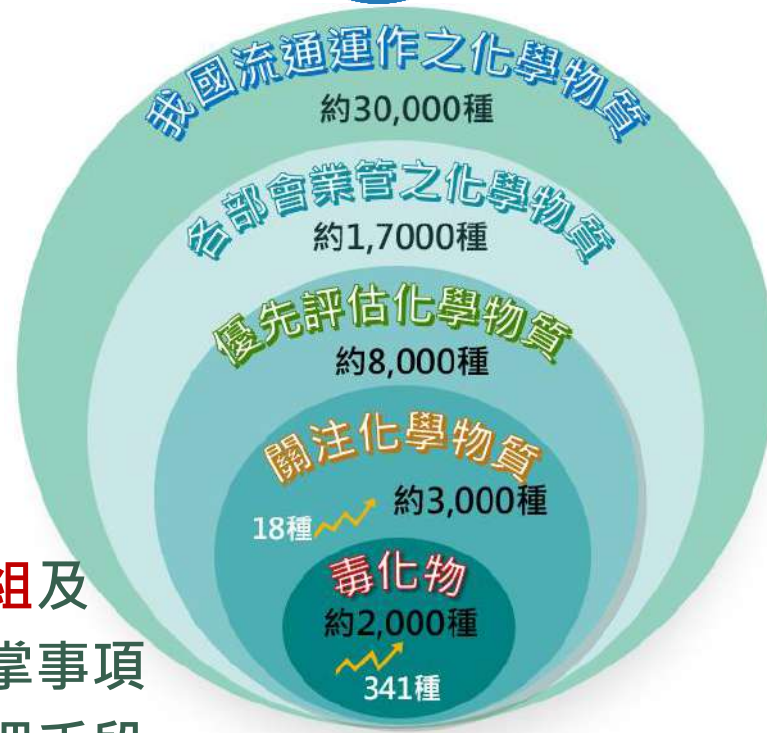 我國流通運作之化學物質
約30,000種
各部會業管之化學物質
約1,7000種
優先評估化學物質
約8,000種
關注化學物質
18種 約3,000種
毒化物
約2,000種
341種
組及
掌事項